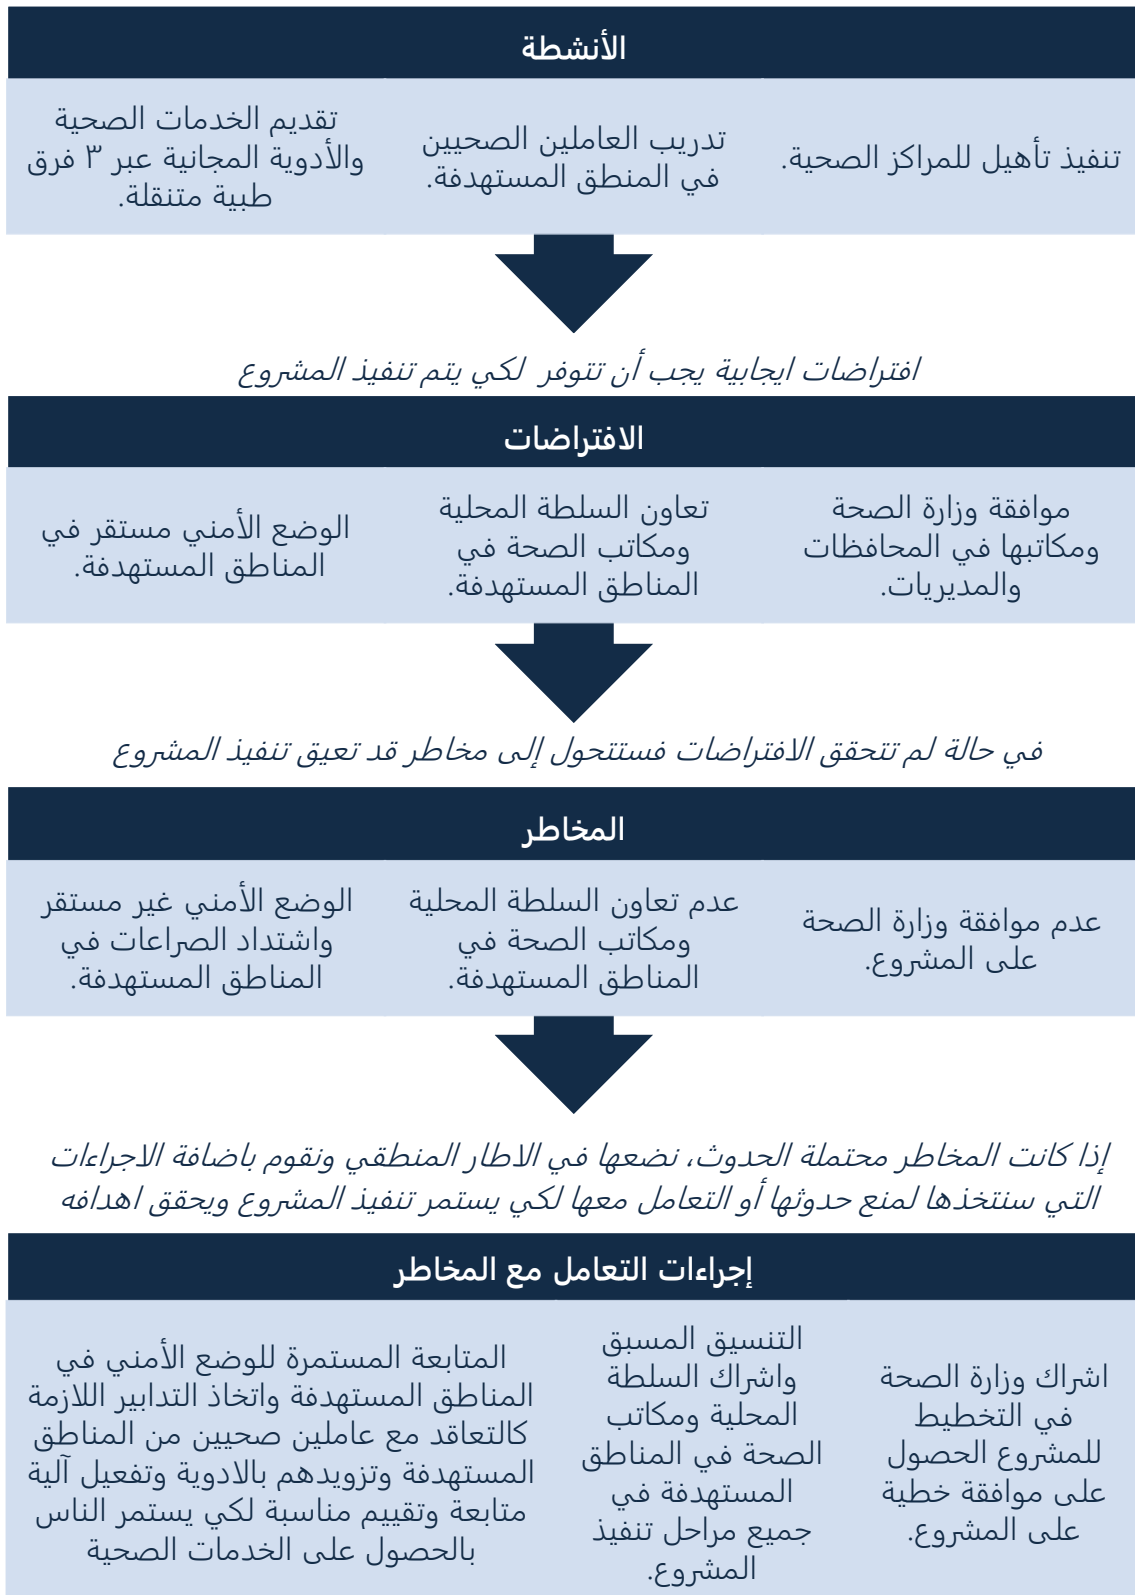 الأنشطة
تنفيذ تأهيل للمراكز الصحية.
تدريب العاملين الصحيين
في المنطق المستهدفة.
تقديم الخدمات الصحية
والأدوية المجانية عبر ٣ فرق
طبية متنقلة.
افتراضات ايجابية يجب أن تتوفر لكي يتم تنفيذ المشروع
الافتراضات
موافقة وزارة الصحة
ومكاتبها في المحافظات
والمديريات.
تعاون السلطة المحلية
ومكاتب الصحة في
المناطق المستهدفة.
الوضع الأمني مستقر في
المناطق المستهدفة.
في حالة لم تتحقق الافتراضات فستتحول إلى مخاطر قد تعيق تنفيذ المشروع
المخاطر
عدم موافقة وزارة الصحة
على المشروع.
عدم تعاون السلطة المحلية
ومكاتب الصحة في
المناطق المستهدفة.
الوضع الأمني غير مستقر
واشتداد الصراعات في
المناطق المستهدفة.
إذا كانت المخاطر محتملة الحدوث، نضعها في الاطار المنطقي ونقوم باضافة الاجراءات
التي سنتخذها لمنع حدوثها أو التعامل معها لكي يستمر تنفيذ المشروع ويحقق اهدافه
إجراءات التعامل مع المخاطر
اشراك وزارة الصحة
في التخطيط
للمشروع الحصول
على موافقة خطية
على المشروع.
التنسيق المسبق
واشراك السلطة
المحلية ومكاتب
الصحة في المناطق
المستهدفة في
جميع مراحل تنفيذ
المشروع.
المتابعة المستمرة للوضع الأمني في
المناطق المستهدفة واتخاذ التدابير اللازمة
كالتعاقد مع عاملين صحيين من المناطق
المستهدفة وتزويدهم بالادوية وتفعيل آلية
متابعة وتقييم مناسبة لكي يستمر الناس
بالحصول على الخدمات الصحية